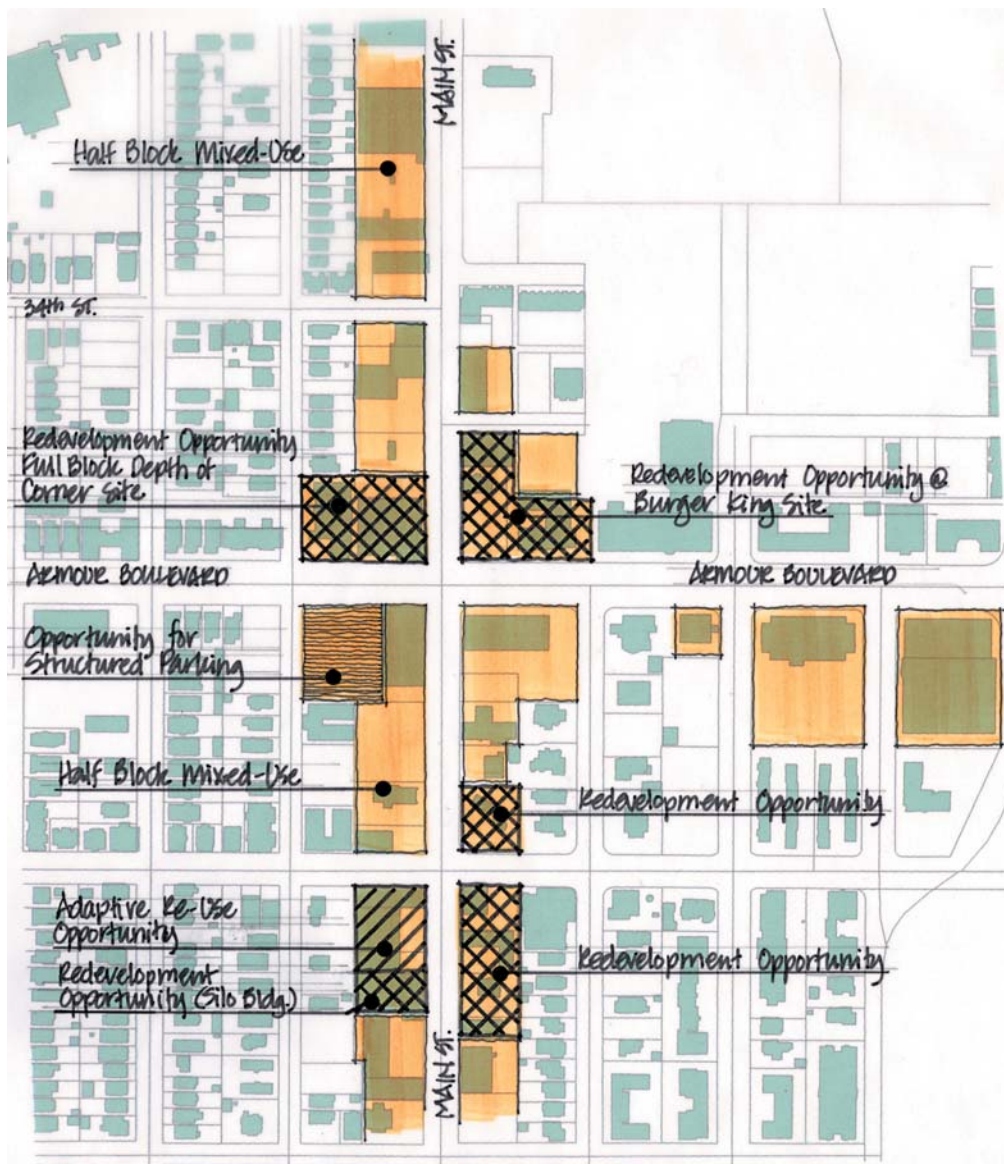 MAIN ST.
Half Block Mixed-Use
34th ST.
Redevelopment Opportunity
Full Block Depth of
Corner Site
Redevelopment Opportunity @
Burger King Site
ARMOUR BOULEVARD
ARMOUR BOULEVARD
Opportunity for
Structured Parking
Half Block Mixed-Use
Redevelopment Opportunity
Adaptive Re-Use
Opportunity
Redevelopment
Opportunity (Silo Bldg.)
Redevelopment Opportunity
MAIN ST.